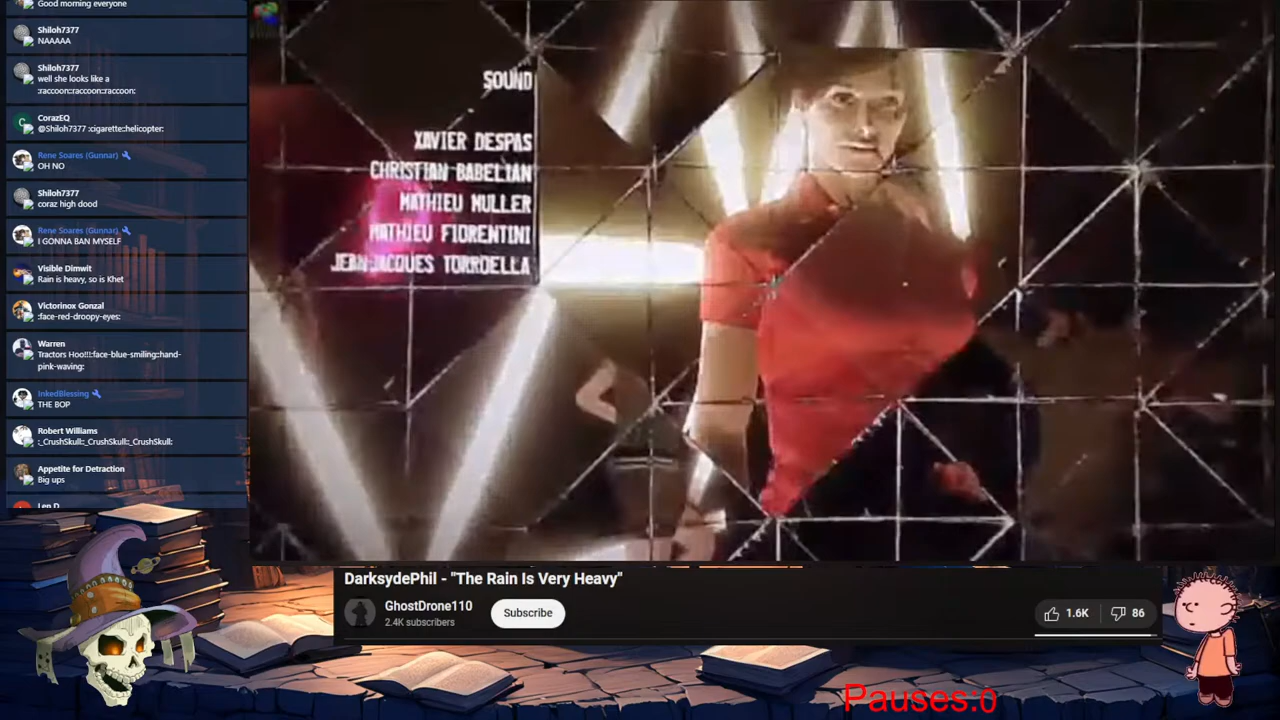 Good morning everyone
Shiloh7377
NAAAAA
Shiloh7377
well she looks like a
:raccoon::raccoon::raccoon:
CorazEQ
@Shiloh7377 :cigarette::helicopter:
Rene Soares (Gunnar)
OH NO
Shiloh7377
coraz high dood
Rene Soares (Gunnar)
I GONNA BAN MYSELF
Visible Dimwit
Rain is heavy, so is Khet
Victorinox Gonzal
:face-red-droopy-eyes:
Warren
Tractors Hoo!!!:face-blue-smiling::hand-
pink-waving:
InkedBlessing
THE BOP
Robert Williams
:_CrushSkull::_CrushSkull::_CrushSkull:
Appetite for Detraction
Big ups
Len D
SOUND
XAVIER DESPAS
CHRISTIAN BABELIAN
MATHIEU MULLER
MATHIEU FIORENTINI
JEAN-JACQUES TORROELLA
DarksydePhil - "The Rain Is Very Heavy"
GhostDrone110
2.4K subscribers
Subscribe
1.6K
86
Pauses:0